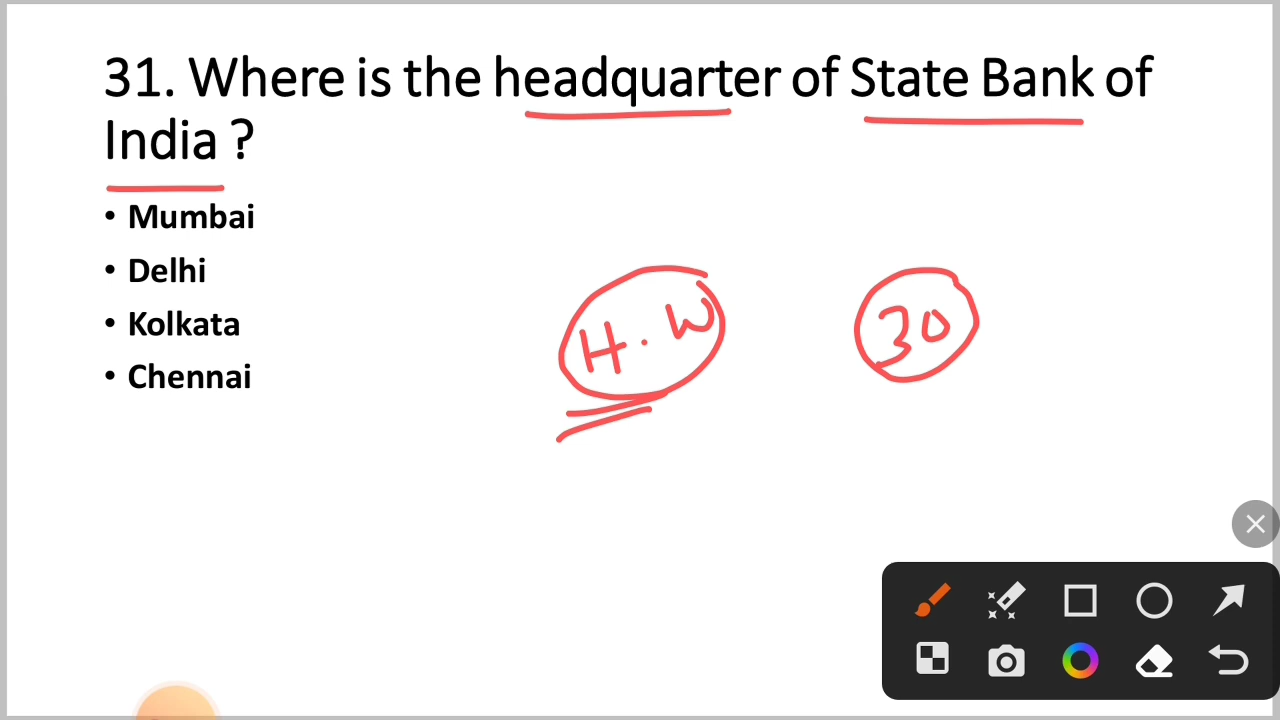 31. Where is the headquarter of State Bank of
India ?
• Mumbai
• Delhi
• Kolkata
• Chennai
H.W
30